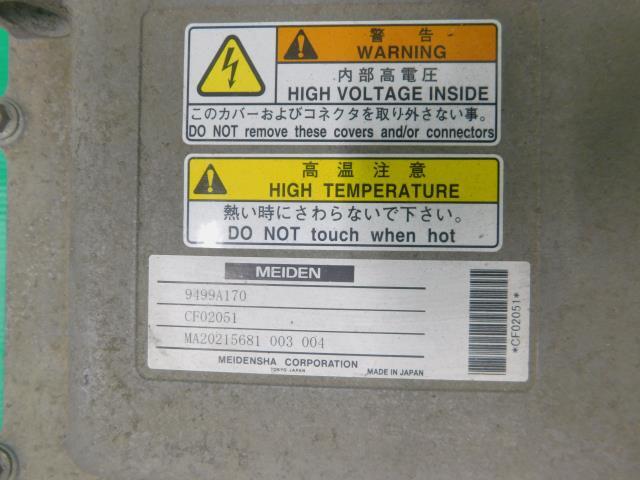 警 告
WARNING
内部高電圧
HIGH VOLTAGE INSIDE
このカバーおよびコネクタを取り外さない事。
DO NOT remove these covers and/or connectors
高 温 注 意
HIGH TEMPERATURE
熱い時にさわらないで下さい。
DO NOT touch when hot
MEIDEN
9499A170
CF02051
MA20215681 003 004
MEIDENSHA CORPORATION
TOKYO JAPAN
MADE IN JAPAN
*CF02051*